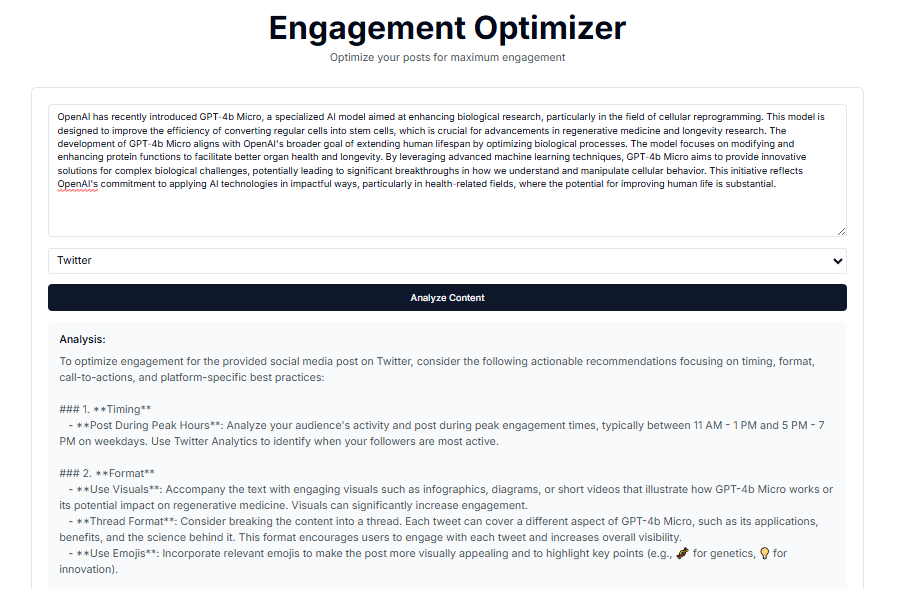 Engagement Optimizer
Optimize your posts for maximum engagement
OpenAI has recently introduced GPT-4b Micro, a specialized AI model aimed at enhancing biological research, particularly in the field of cellular reprogramming. This model is
designed to improve the efficiency of converting regular cells into stem cells, which is crucial for advancements in regenerative medicine and longevity research. The
development of GPT-4b Micro aligns with OpenAI's broader goal of extending human lifespan by optimizing biological processes. The model focuses on modifying and
enhancing protein functions to facilitate better organ health and longevity. By leveraging advanced machine learning techniques, GPT-4b Micro aims to provide innovative
solutions for complex biological challenges, potentially leading to significant breakthroughs in how we understand and manipulate cellular behavior. This initiative reflects
OpenAI's commitment to applying AI technologies in impactful ways, particularly in health-related fields, where the potential for improving human life is substantial.
Twitter
Analyze Content
Analysis:
To optimize engagement for the provided social media post on Twitter, consider the following actionable recommendations focusing on timing, format,
call-to-actions, and platform-specific best practices:
### 1. **Timing**
- **Post During Peak Hours**: Analyze your audience's activity and post during peak engagement times, typically between 11 AM - 1 PM and 5 PM - 7
PM on weekdays. Use Twitter Analytics to identify when your followers are most active.
### 2. **Format**
- **Use Visuals**: Accompany the text with engaging visuals such as infographics, diagrams, or short videos that illustrate how GPT-4b Micro works or
its potential impact on regenerative medicine. Visuals can significantly increase engagement.
- **Thread Format**: Consider breaking the content into a thread. Each tweet can cover a different aspect of GPT-4b Micro, such as its applications,
benefits, and the science behind it. This format encourages users to engage with each tweet and increases overall visibility.
- **Use Emojis**: Incorporate relevant emojis to make the post more visually appealing and to highlight key points (e.g., 🧬 for genetics, 💡 for
innovation).